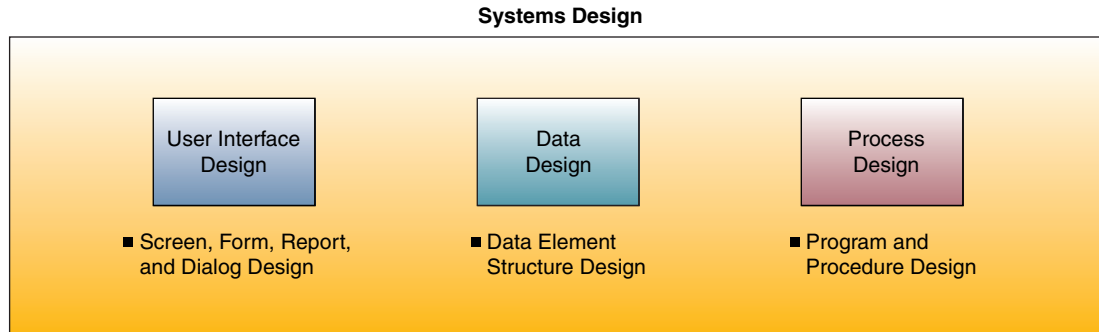 Systems Design
User Interface
Design
Data
Design
Process
Design
■ Screen, Form, Report,
and Dialog Design
■ Data Element
Structure Design
■ Program and
Procedure Design